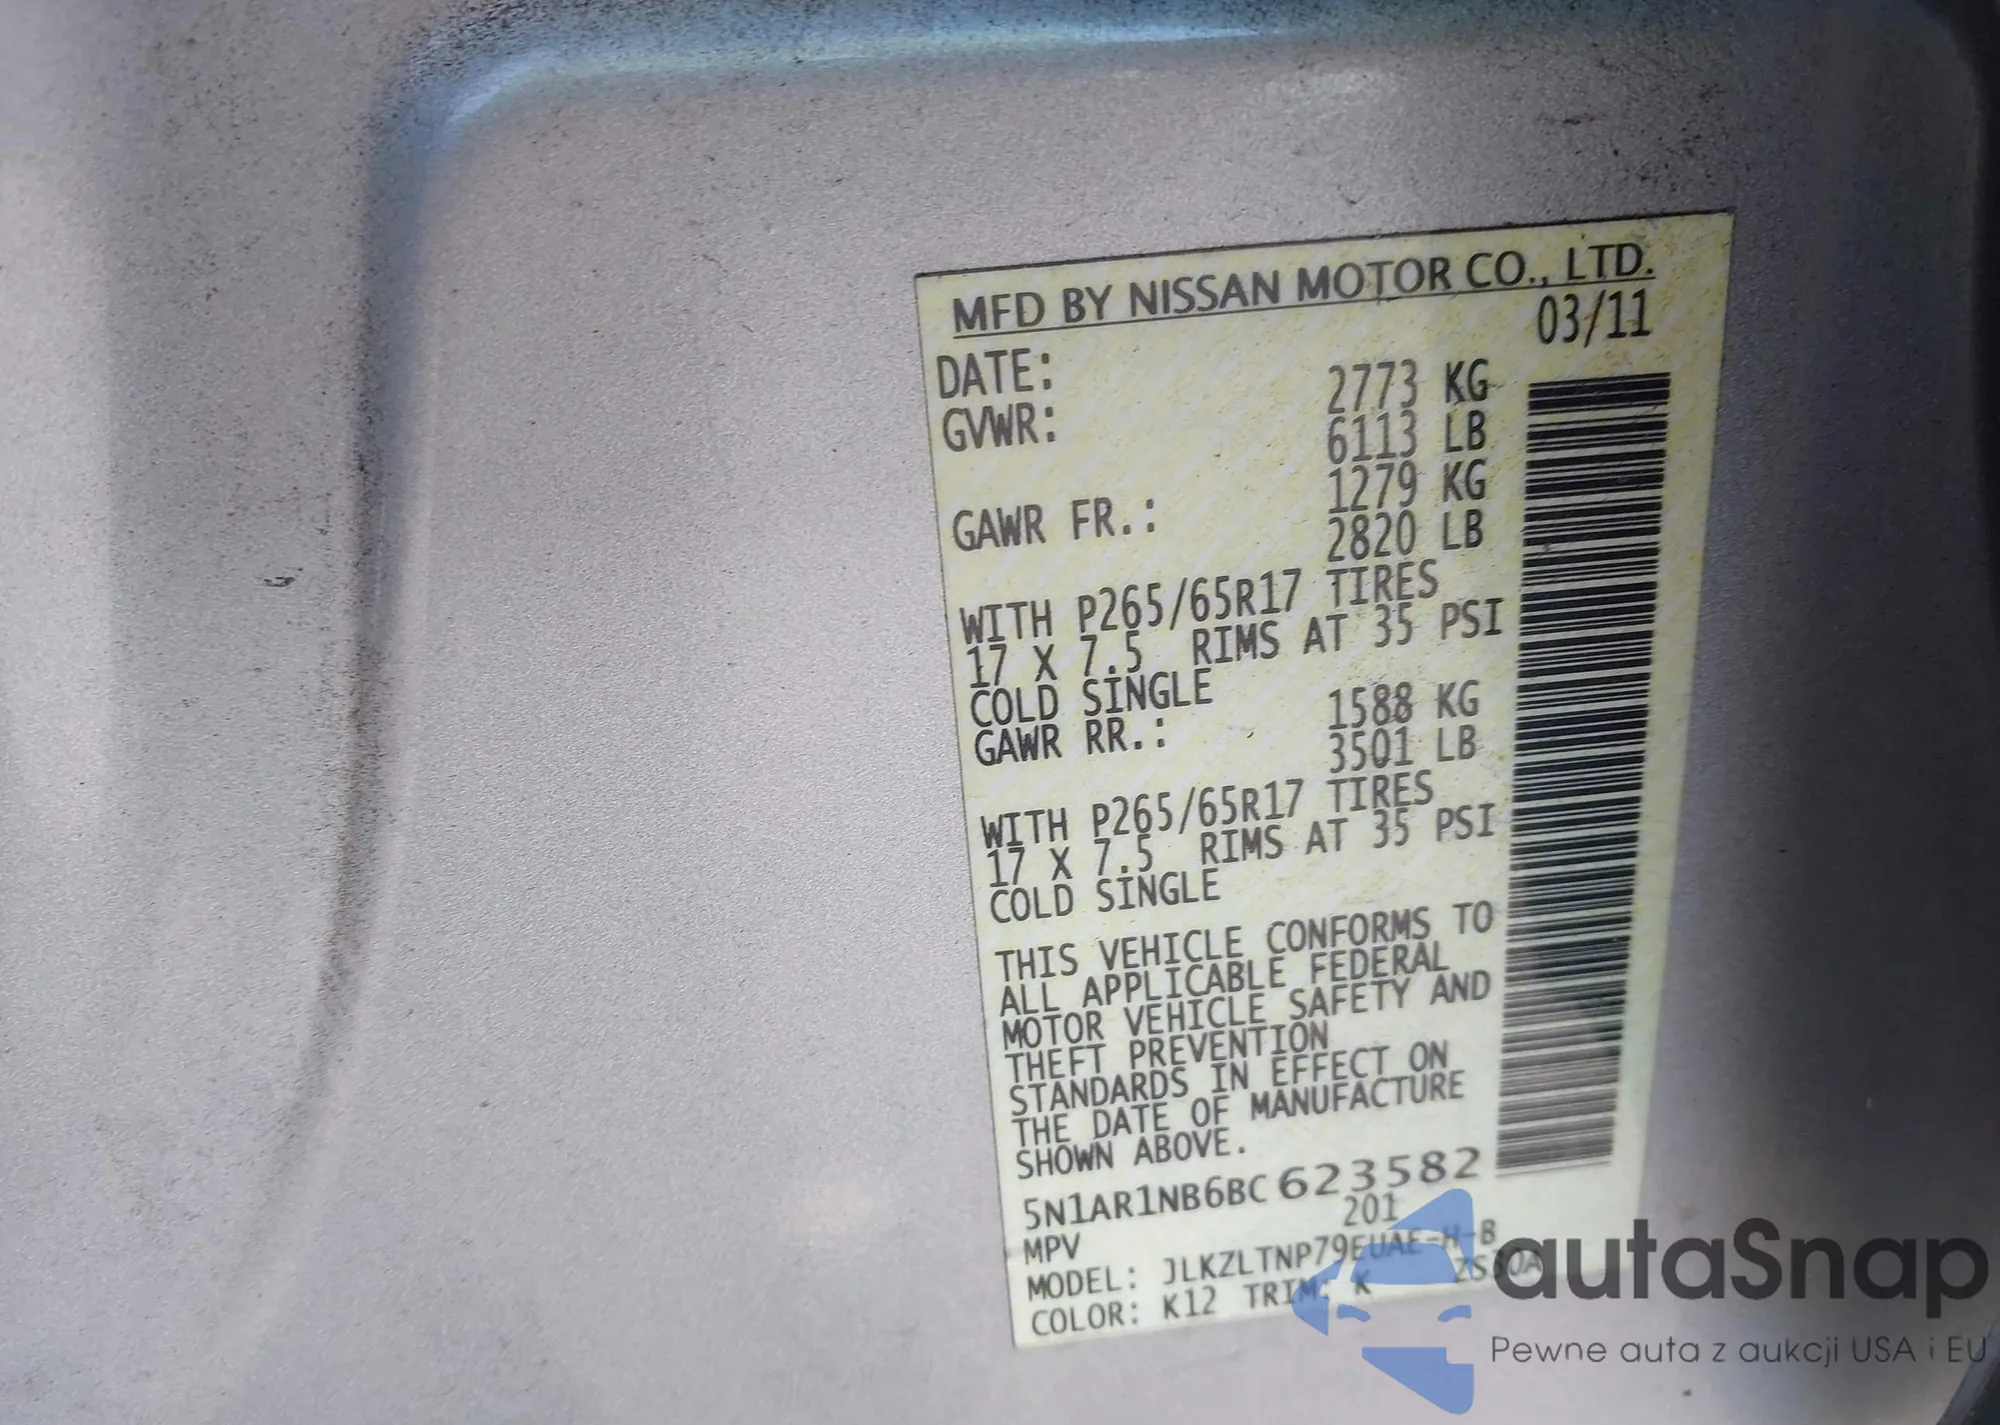 MFD BY NISSAN MOTOR CO., LTD.
DATE: 03/11
GVWR: 2773 KG
6113 LB
GAWR FR.: 1279 KG
2820 LB
WITH P265/65R17 TIRES
17 X 7.5 RIMS AT 35 PSI
COLD SINGLE
GAWR RR.: 1588 KG
3501 LB
WITH P265/65R17 TIRES
17 X 7.5 RIMS AT 35 PSI
COLD SINGLE
THIS VEHICLE CONFORMS TO
ALL APPLICABLE FEDERAL
MOTOR VEHICLE SAFETY AND
THEFT PREVENTION
STANDARDS IN EFFECT ON
THE DATE OF MANUFACTURE
SHOWN ABOVE.
5N1AR1NB6BC623582
MPV 201
MODEL: JLKZLTNP79EUAE-H-B
COLOR: K12 TRIM: K ZS30A
autaSnap
Pewne auta z aukcji USA i EU